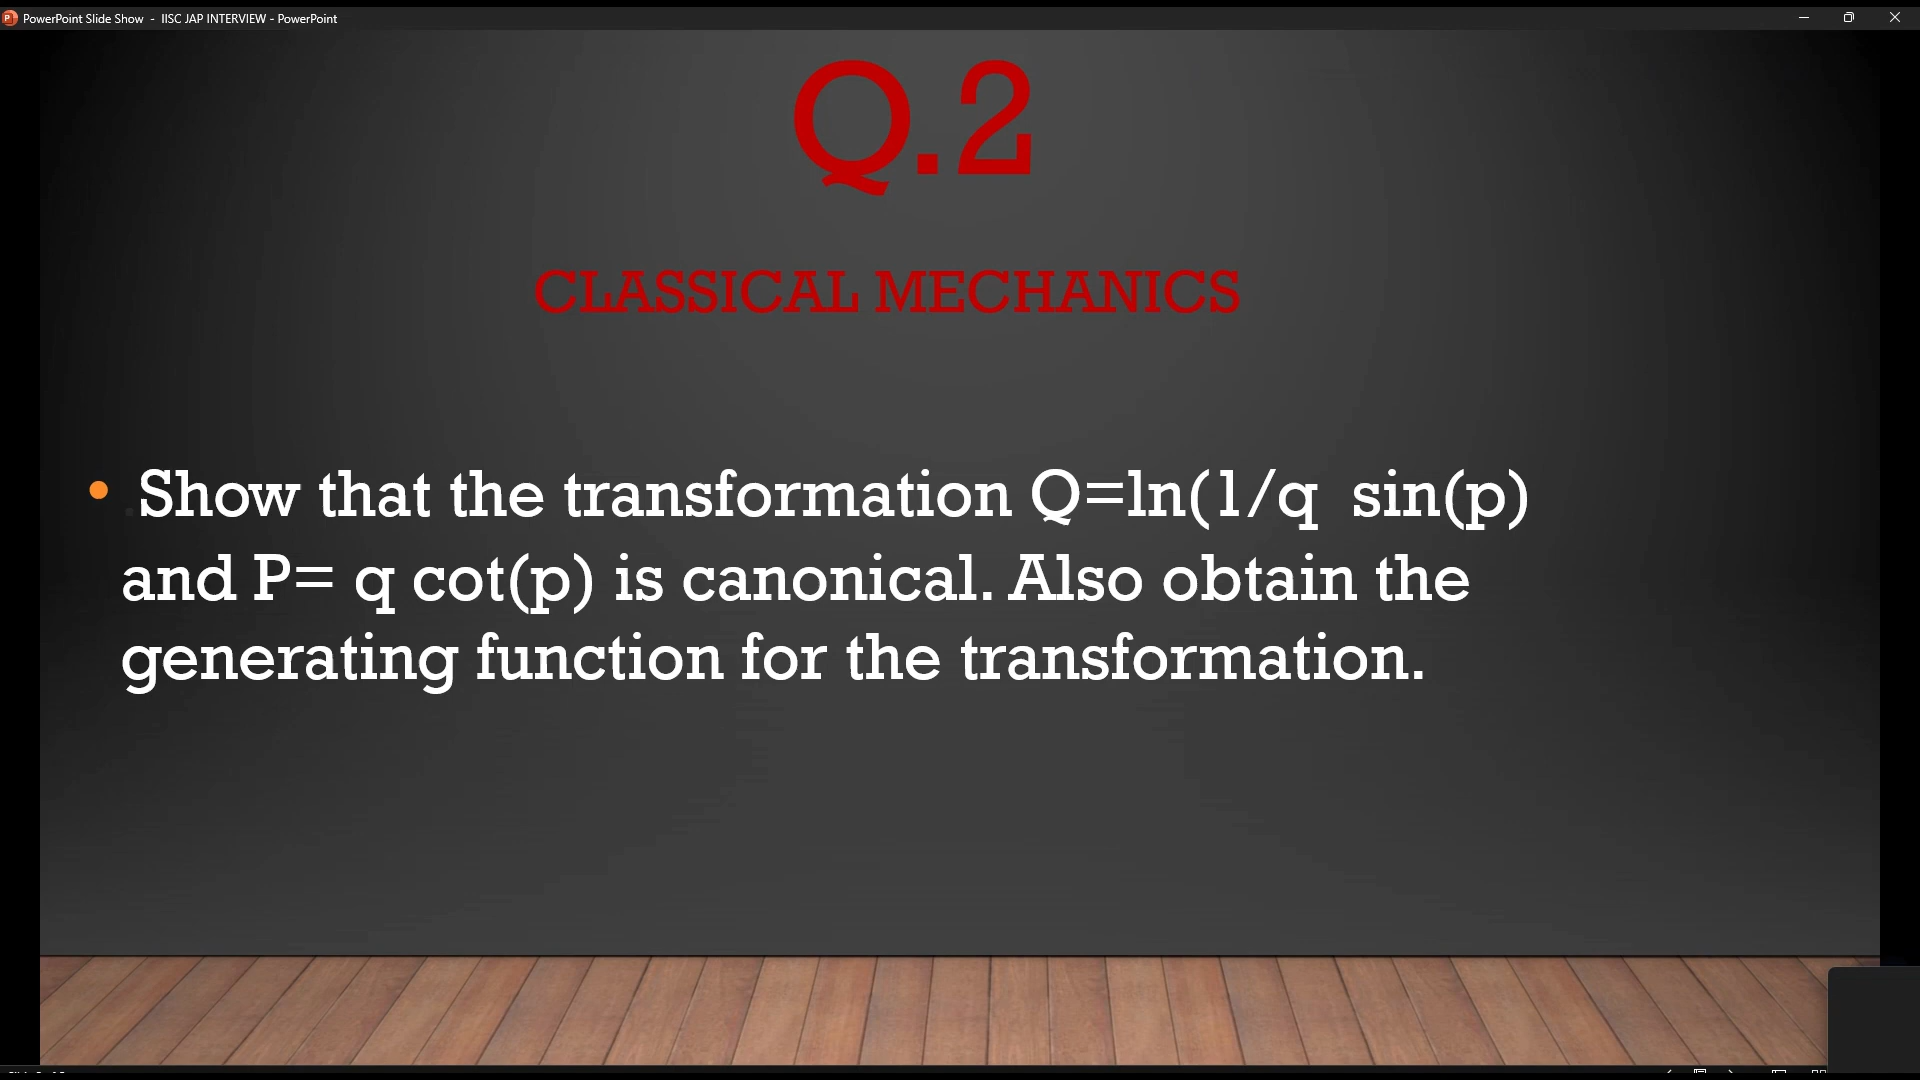 PowerPoint Slide Show - IISC JAP INTERVIEW - PowerPoint
Q.2
CLASSICAL MECHANICS
• .Show that the transformation Q=ln(1/q sin(p)
and P= q cot(p) is canonical. Also obtain the
generating function for the transformation.